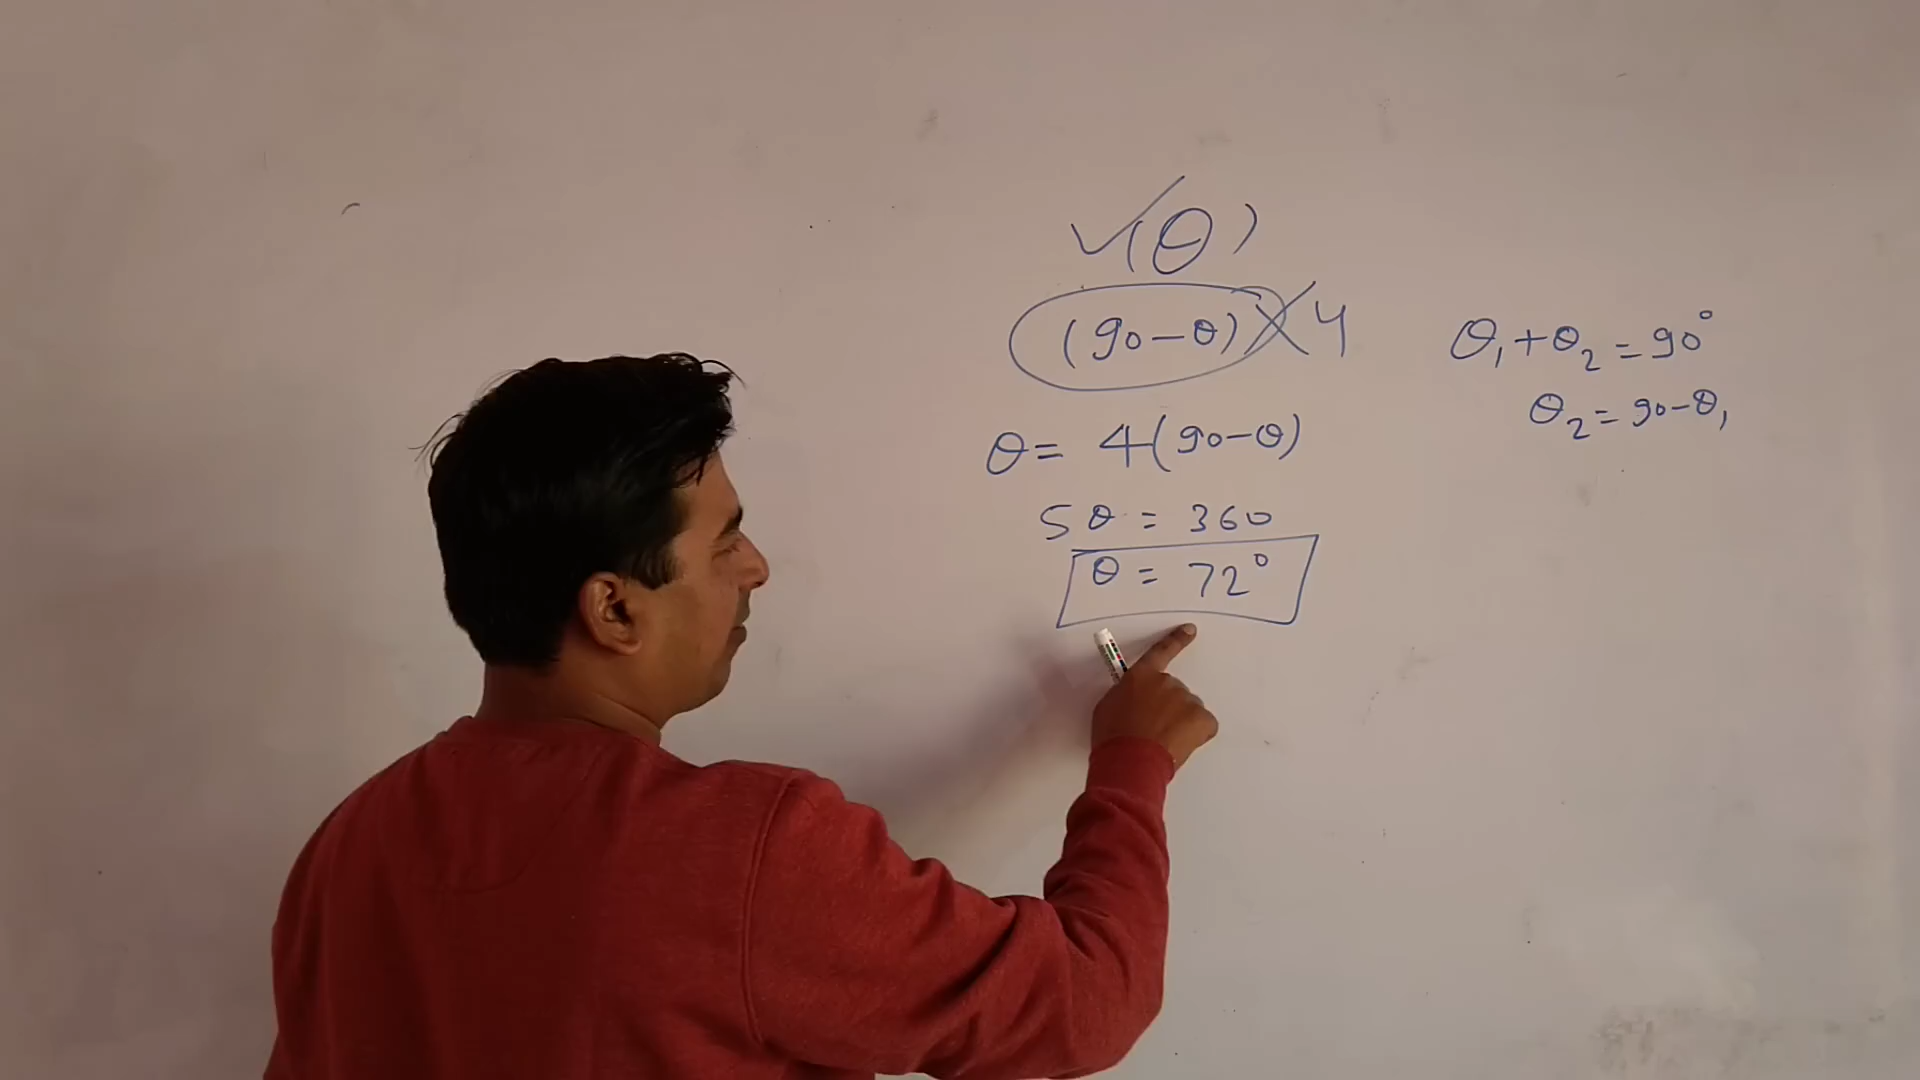 ✓(θ)
(90-θ)×4
θ = 4(90-θ)
5θ = 360
θ = 72°
θ₁+θ₂ = 90°
θ₂ = 90-θ₁